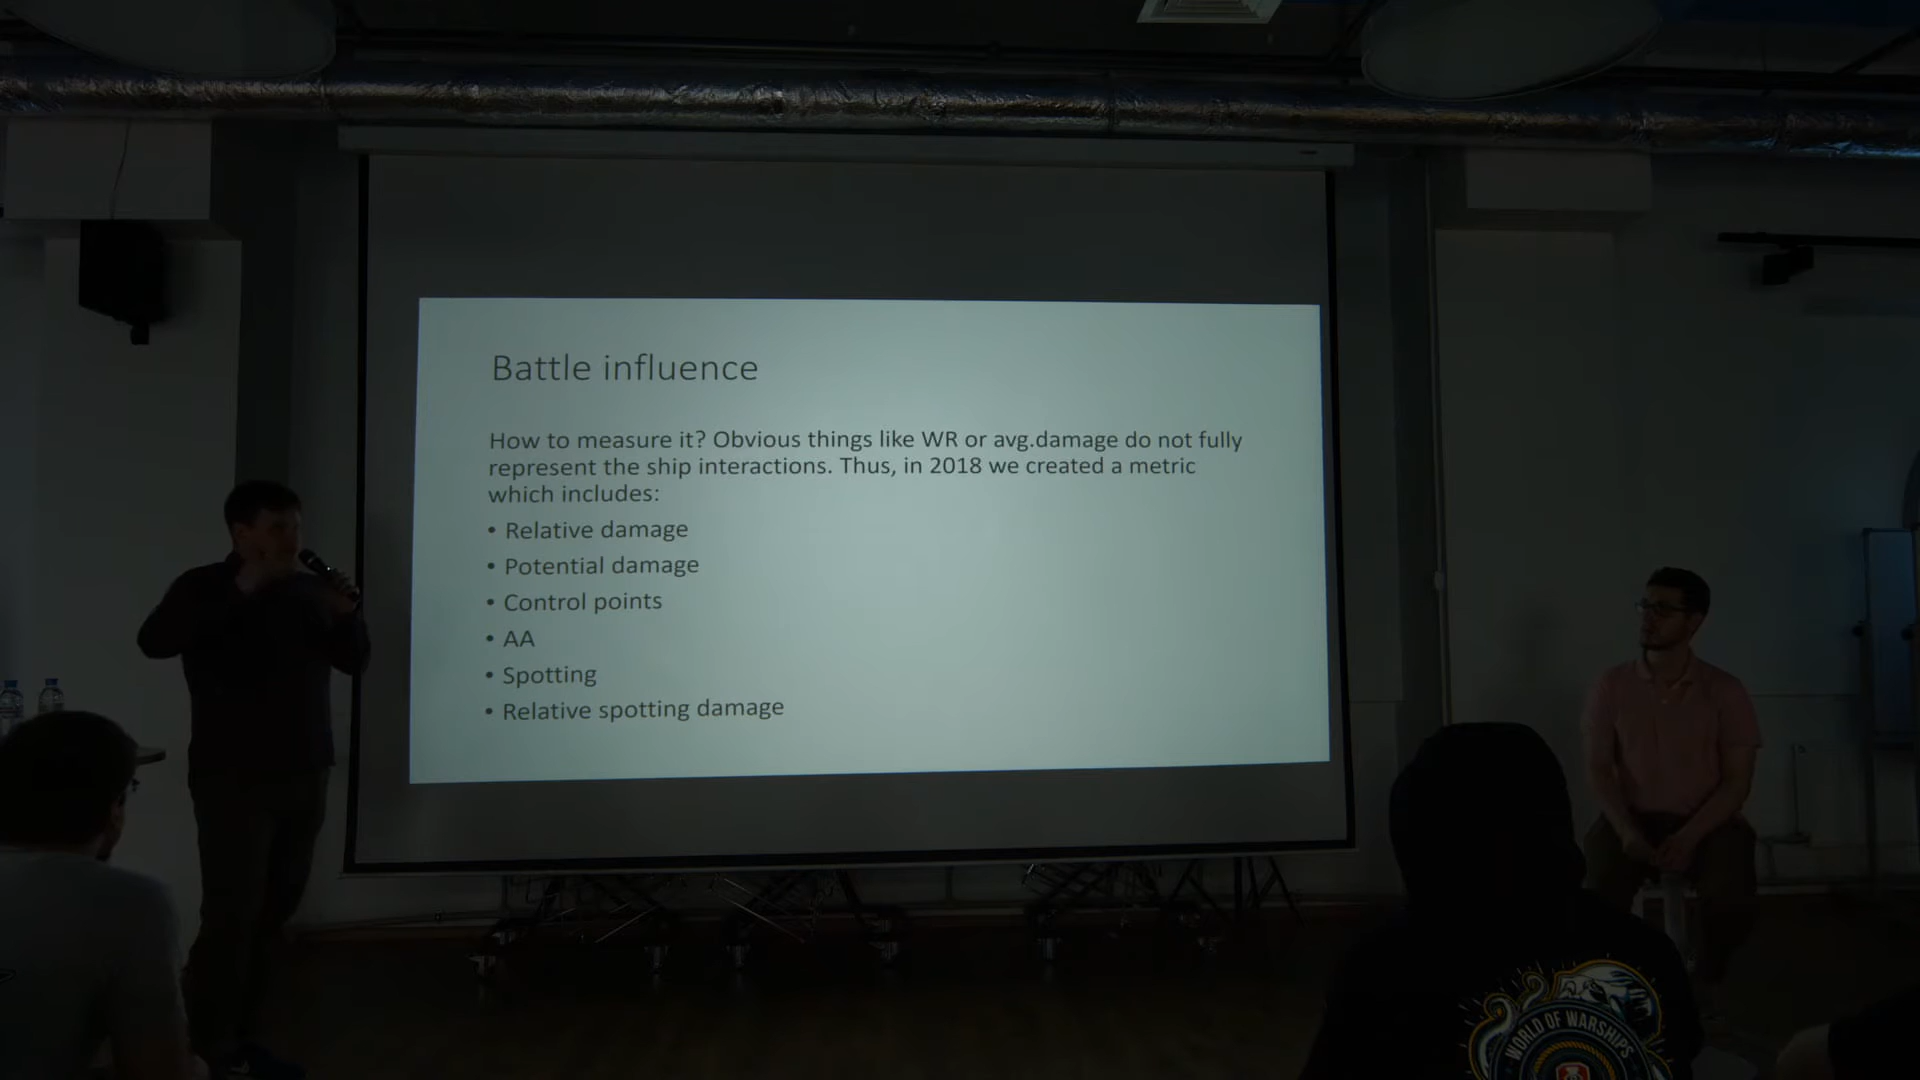 Battle influence
How to measure it? Obvious things like WR or avg.damage do not fully
represent the ship interactions. Thus, in 2018 we created a metric
which includes:
• Relative damage
• Potential damage
• Control points
• AA
• Spotting
• Relative spotting damage
WORLD OF WARSHIPS